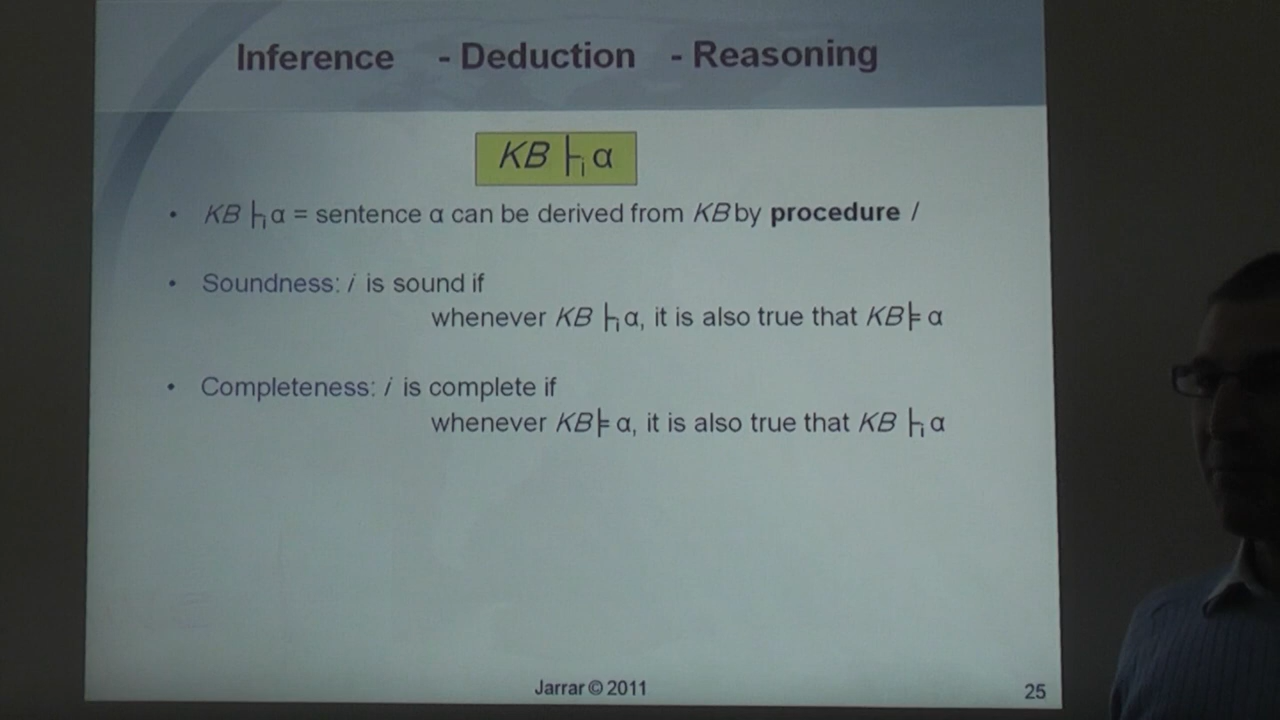 Inference - Deduction - Reasoning
KB ├i α
• KB ├i α = sentence α can be derived from KB by procedure I
• Soundness: i is sound if
whenever KB ├i α, it is also true that KB╞ α
• Completeness: i is complete if
whenever KB╞ α, it is also true that KB ├i α
Jarrar © 2011
25